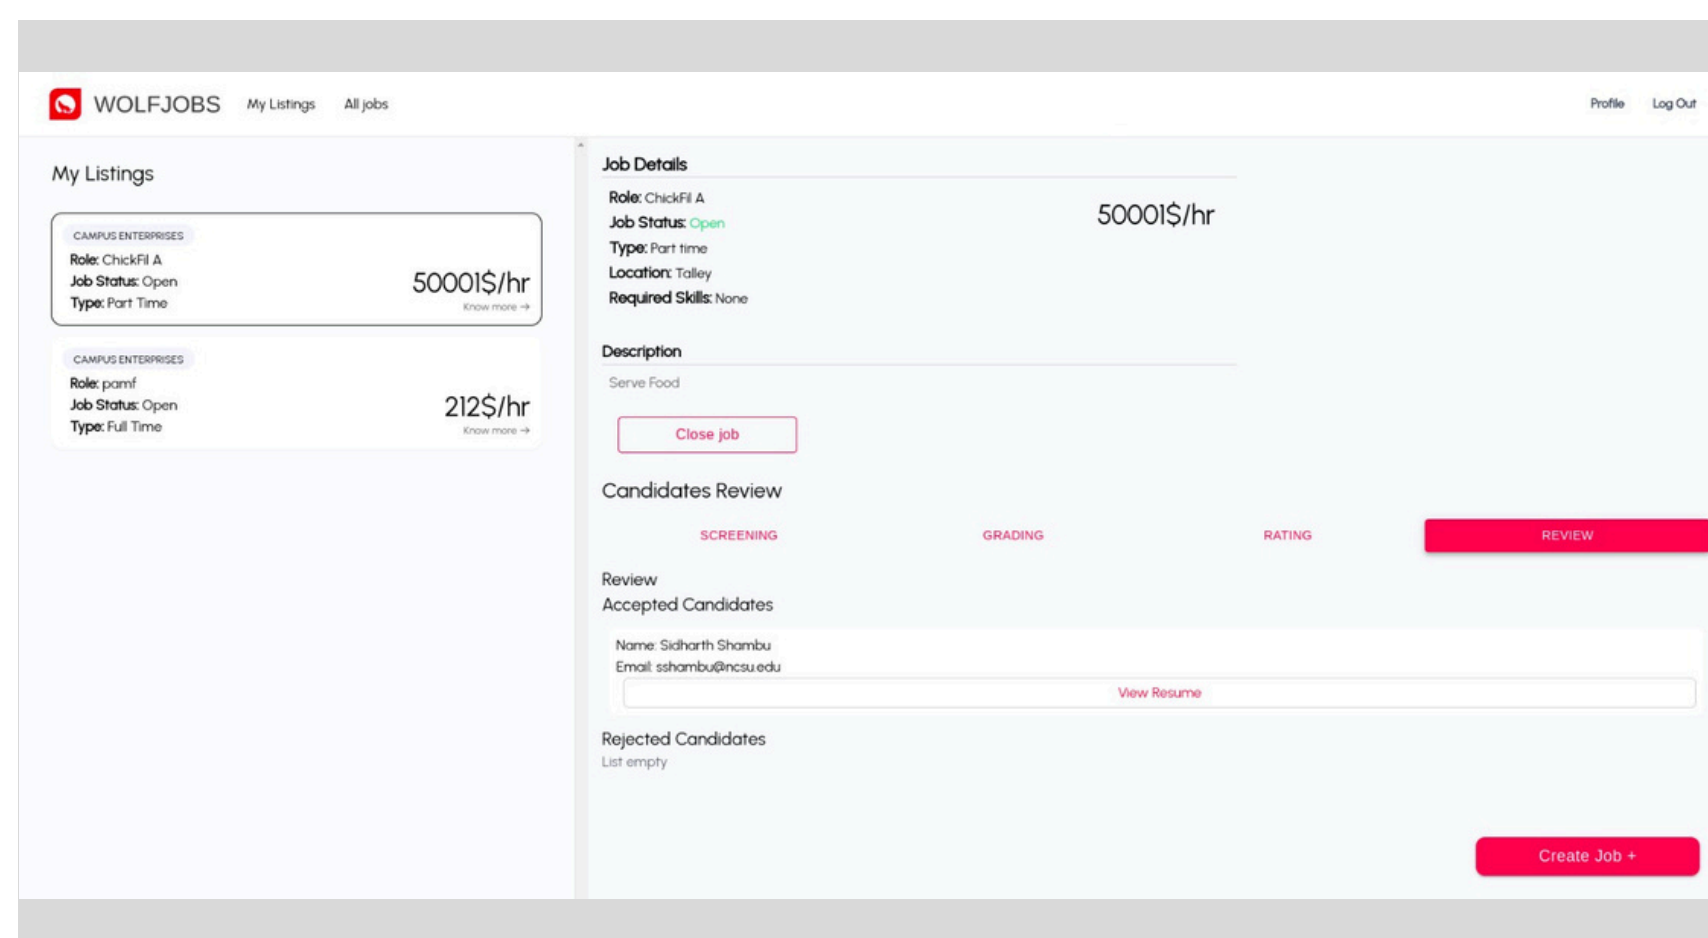 WOLFJOBS My Listings All jobs Profile Log Out
My Listings
CAMPUS ENTERPRISES
Role: ChickFil A
Job Status: Open
Type: Part Time
50001$/hr
Know more →
CAMPUS ENTERPRISES
Role: pamf
Job Status: Open
Type: Full Time
212$/hr
Know more →
Job Details
Role: ChickFil A
Job Status: Open
Type: Part time
Location: Talley
Required Skills: None
50001$/hr
Description
Serve Food
Close job
Candidates Review
SCREENING GRADING RATING REVIEW
Review
Accepted Candidates
Name: Sidharth Shambu
Email: sshambu@ncsu.edu
View Resume
Rejected Candidates
List empty
Create Job +